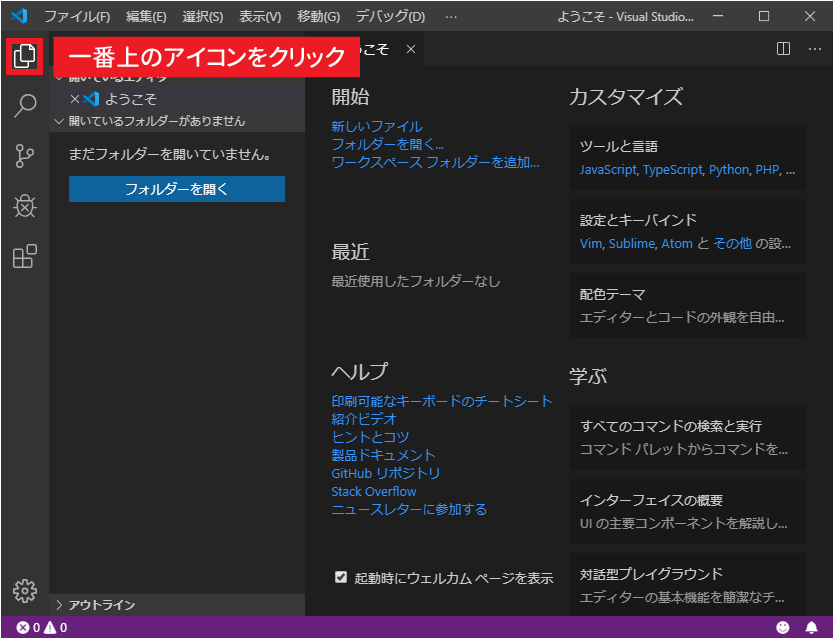 ファイル(F) 編集(E) 選択(S) 表示(V) 移動(G) デバッグ(D) … ようこそ - Visual Studio...
一番上のアイコンをクリック
こそ ×
開いているエディター
× ようこそ
開いているフォルダーがありません
まだフォルダーを開いていません。
フォルダーを開く
アウトライン
開始
新しいファイル
フォルダーを開く...
ワークスペース フォルダーを追加...
最近
最近使用したフォルダーなし
ヘルプ
印刷可能なキーボードのチートシート
紹介ビデオ
ヒントとコツ
製品ドキュメント
GitHub リポジトリ
Stack Overflow
ニュースレターに参加する
起動時にウェルカム ページを表示
カスタマイズ
ツールと言語
JavaScript, TypeScript, Python, PHP, ...
設定とキーバインド
Vim, Sublime, Atom と その他 の設...
配色テーマ
エディターとコードの外観を自由...
学ぶ
すべてのコマンドの検索と実行
コマンド パレットからコマンドを...
インターフェイスの概要
UI の主要コンポーネントを解説し...
対話型プレイグラウンド
エディターの基本機能を簡潔なチ...
0 0